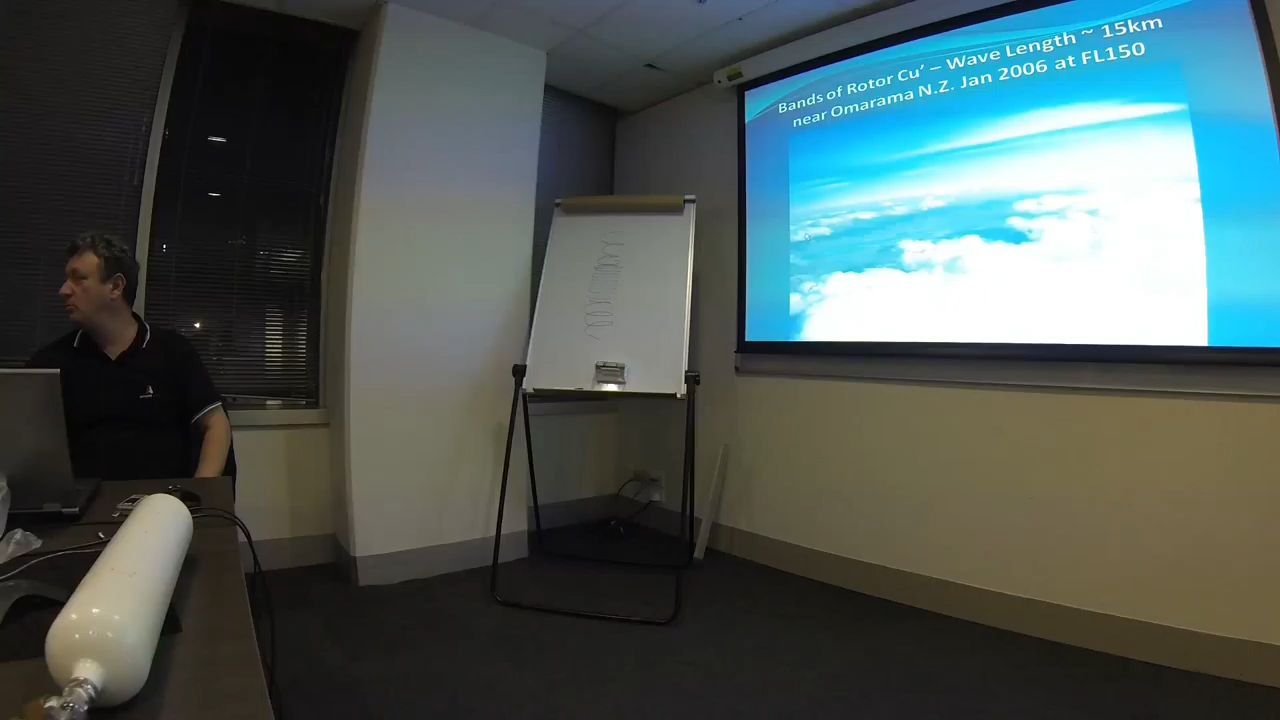 Bands of Rotor Cu' – Wave Length ~ 15km
near Omarama N.Z. Jan 2006 at FL150